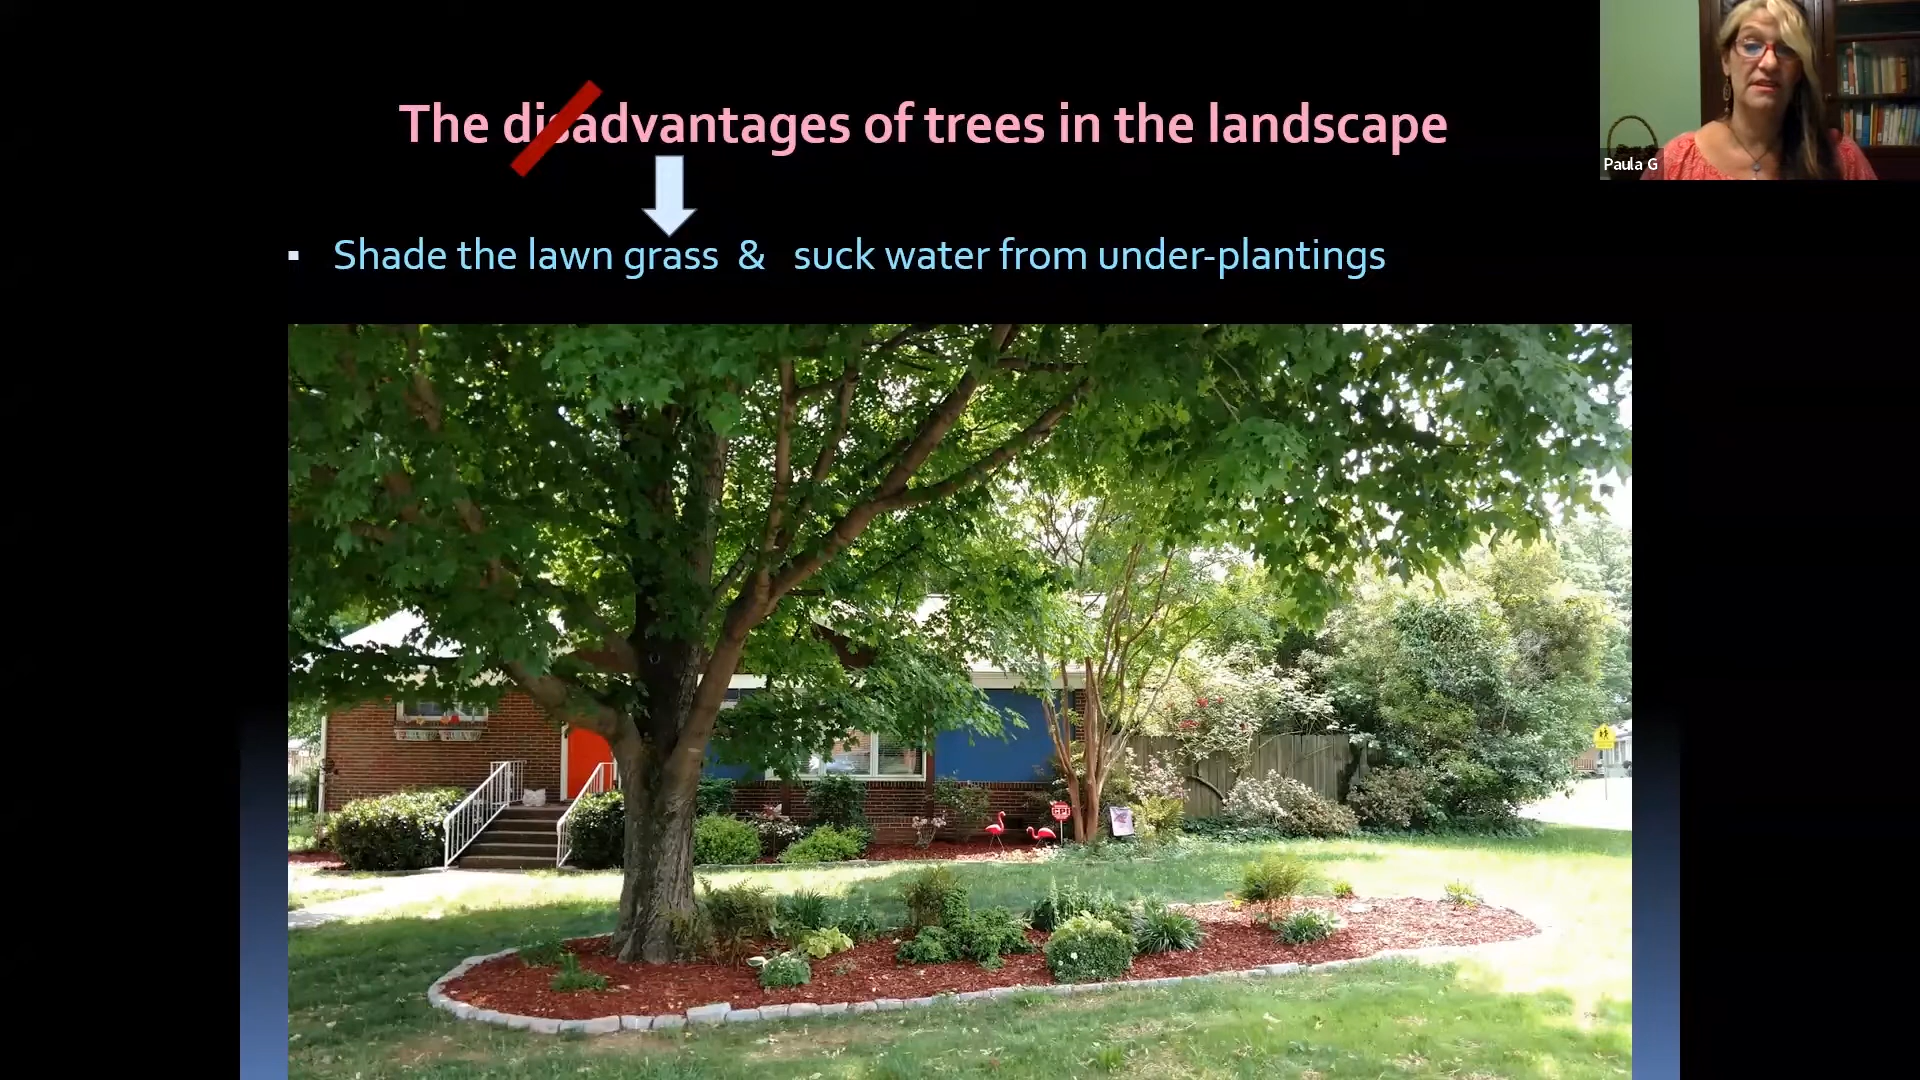 The disadvantages of trees in the landscape
Paula G
▪ Shade the lawn grass & suck water from under-plantings